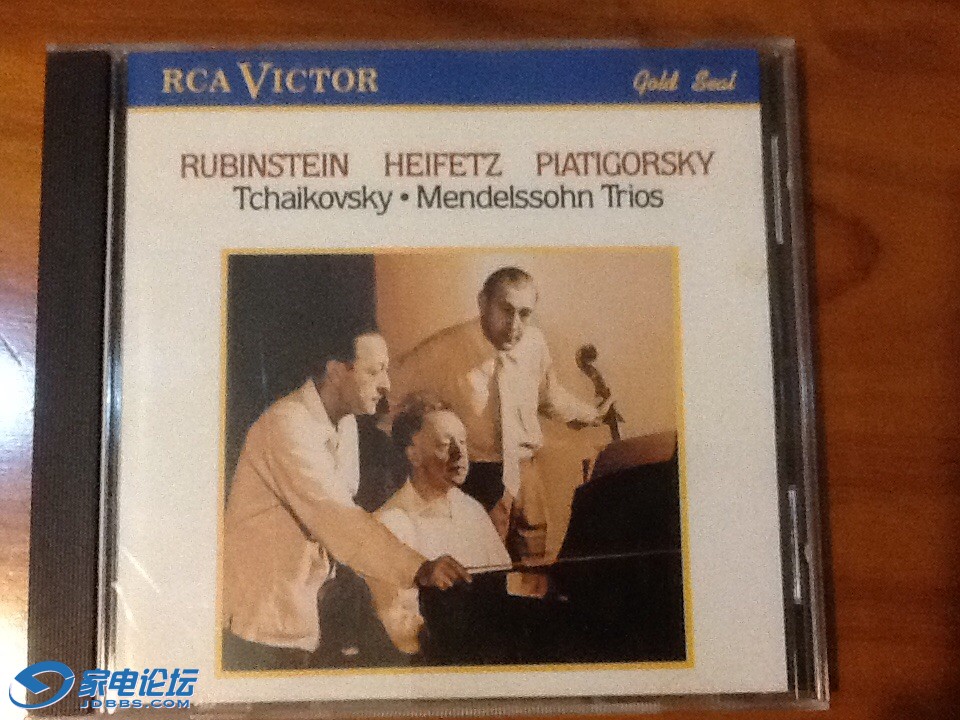 RCA VICTOR Gold Seal
RUBINSTEIN HEIFETZ PIATIGORSKY
Tchaikovsky • Mendelssohn Trios
家电论坛
JDBBS.COM